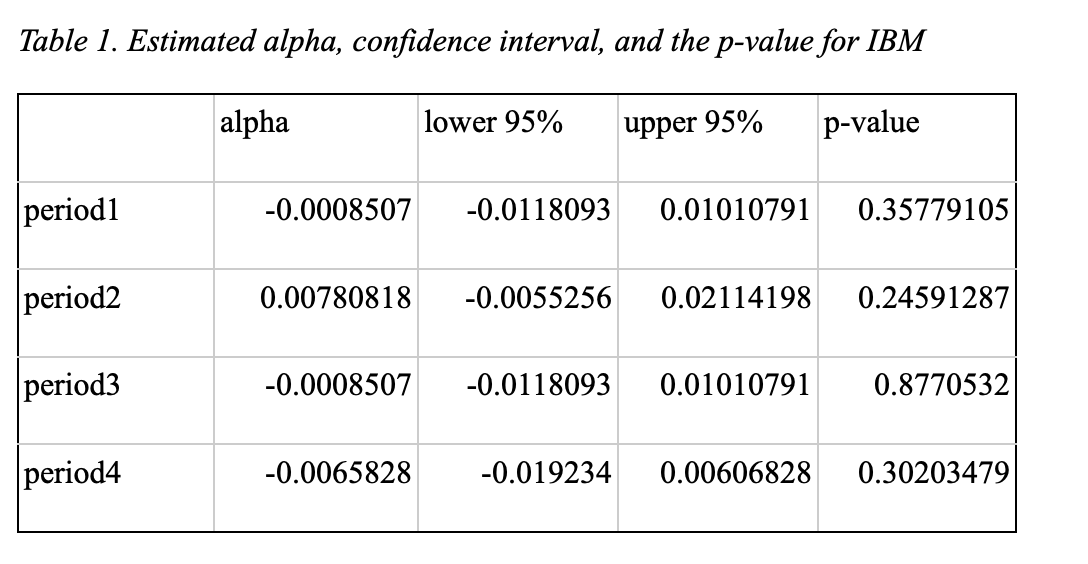 Table 1. Estimated alpha, confidence interval, and the p-value for IBM
alpha lower 95% upper 95% p-value
period1 -0.0008507 -0.0118093 0.01010791 0.35779105
period2 0.00780818 -0.0055256 0.02114198 0.24591287
period3 -0.0008507 -0.0118093 0.01010791 0.8770532
period4 -0.0065828 -0.019234 0.00606828 0.30203479